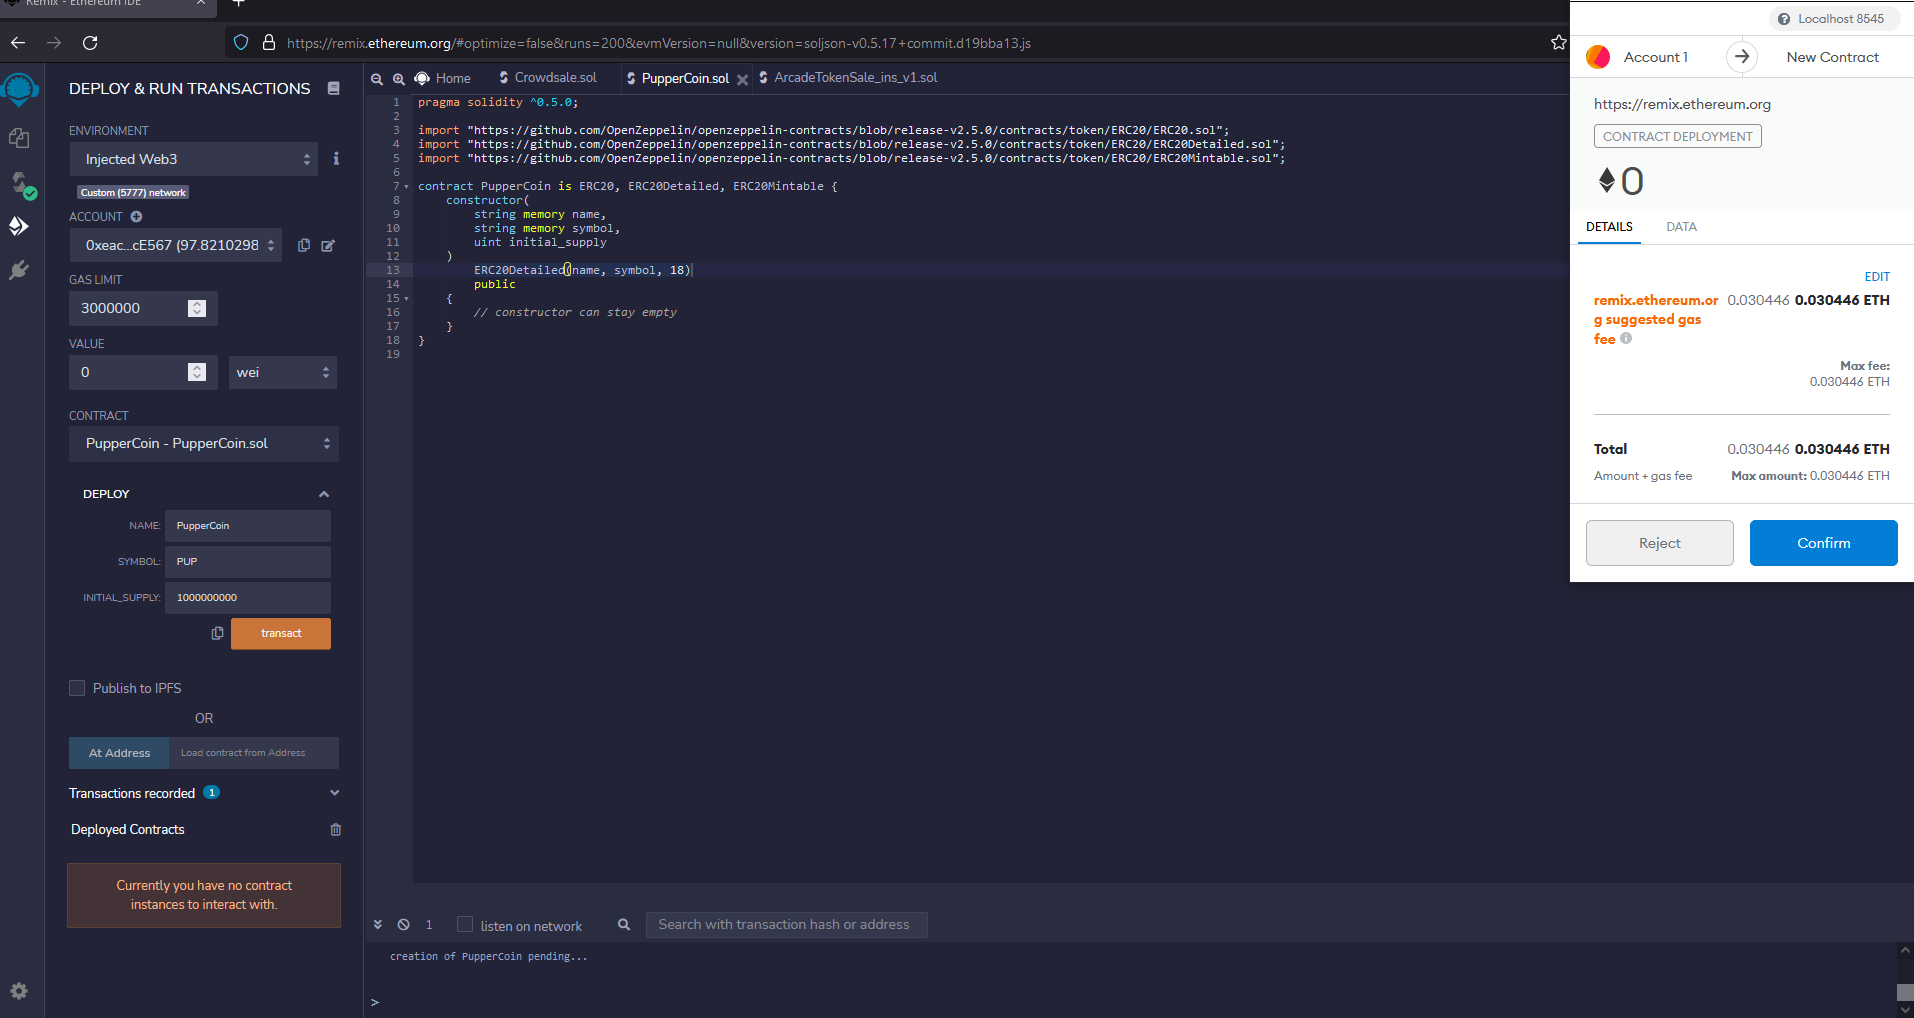 Remix - Ethereum IDE
https://remix.ethereum.org/#optimize=false&runs=200&evmVersion=null&version=soljson-v0.5.17+commit.d19bba13.js
DEPLOY & RUN TRANSACTIONS
ENVIRONMENT
Injected Web3
Custom (5777) network
ACCOUNT
0xeac...cE567 (97.8210298
GAS LIMIT
3000000
VALUE
0
wei
CONTRACT
PupperCoin - PupperCoin.sol
DEPLOY
NAME: PupperCoin
SYMBOL: PUP
INITIAL_SUPPLY: 1000000000
transact
Publish to IPFS
OR
At Address Load contract from Address
Transactions recorded 1
Deployed Contracts
Currently you have no contract
instances to interact with.
Home Crowdsale.sol PupperCoin.sol ArcadeTokenSale_ins_v1.sol
1 pragma solidity ^0.5.0;
2
3 import "https://github.com/OpenZeppelin/openzeppelin-contracts/blob/release-v2.5.0/contracts/token/ERC20/ERC20.sol";
4 import "https://github.com/OpenZeppelin/openzeppelin-contracts/blob/release-v2.5.0/contracts/token/ERC20/ERC20Detailed.sol";
5 import "https://github.com/OpenZeppelin/openzeppelin-contracts/blob/release-v2.5.0/contracts/token/ERC20/ERC20Mintable.sol";
6
7 contract PupperCoin is ERC20, ERC20Detailed, ERC20Mintable {
8 constructor(
9 string memory name,
10 string memory symbol,
11 uint initial_supply
12 )
13 ERC20Detailed(name, symbol, 18)
14 public
15 {
16 // constructor can stay empty
17 }
18 }
19
1 listen on network Search with transaction hash or address
creation of PupperCoin pending...
>
Localhost 8545
Account 1 New Contract
https://remix.ethereum.org
CONTRACT DEPLOYMENT
0
DETAILS DATA
EDIT
remix.ethereum.or 0.030446 0.030446 ETH
g suggested gas
fee
Max fee:
0.030446 ETH
Total 0.030446 0.030446 ETH
Amount + gas fee Max amount: 0.030446 ETH
Reject Confirm